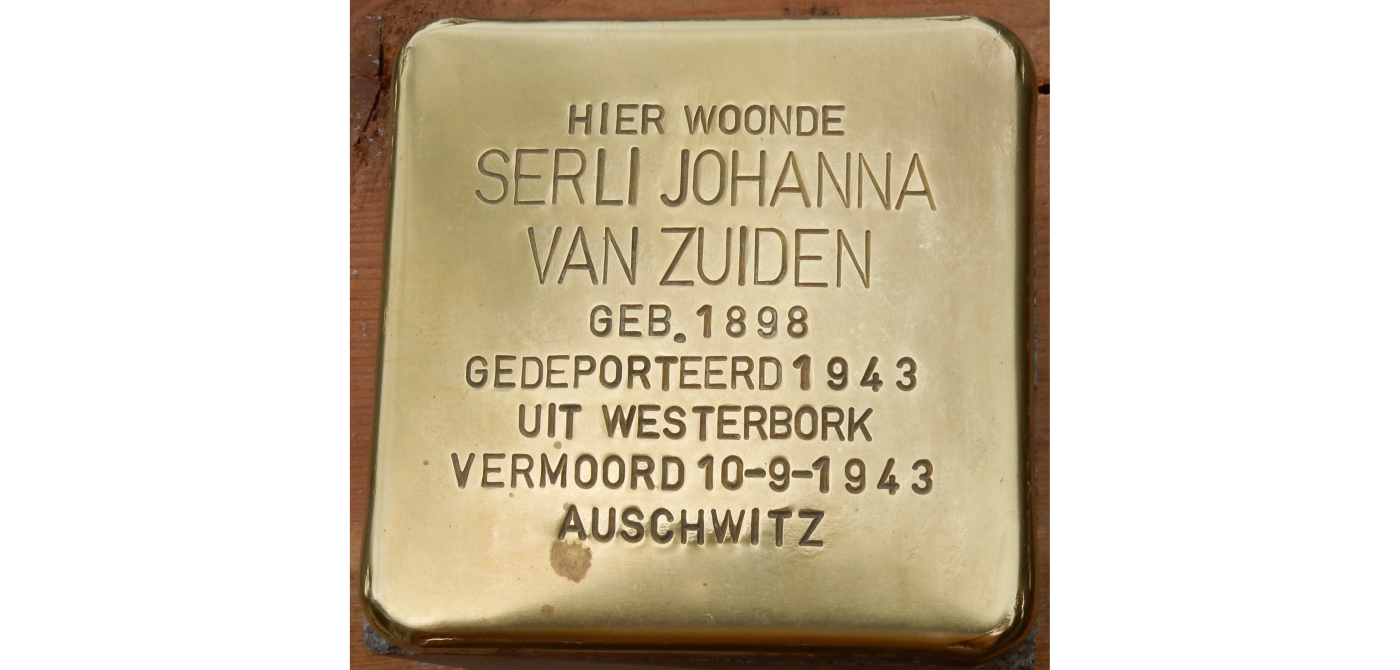 HIER WOONDE
SERLI JOHANNA
VAN ZUIDEN
GEB. 1898
GEDEPORTEERD 1943
UIT WESTERBORK
VERMOORD 10-9-1943
AUSCHWITZ